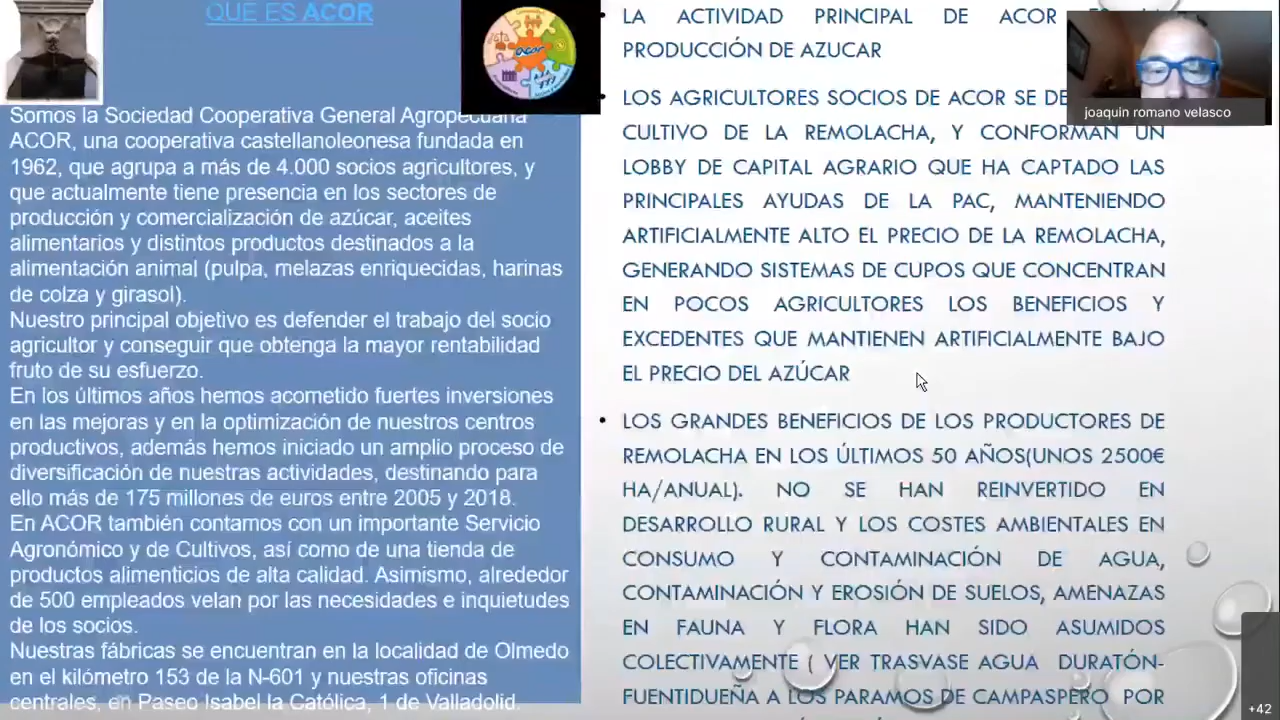 QUE ES ACOR
acor
Somos la Sociedad Cooperativa General Agropecuaria
ACOR, una cooperativa castellanoleonesa fundada en
1962, que agrupa a más de 4.000 socios agricultores, y
que actualmente tiene presencia en los sectores de
producción y comercialización de azúcar, aceites
alimentarios y distintos productos destinados a la
alimentación animal (pulpa, melazas enriquecidas, harinas
de colza y girasol).
Nuestro principal objetivo es defender el trabajo del socio
agricultor y conseguir que obtenga la mayor rentabilidad
fruto de su esfuerzo.
En los últimos años hemos acometido fuertes inversiones
en las mejoras y en la optimización de nuestros centros
productivos, además hemos iniciado un amplio proceso de
diversificación de nuestras actividades, destinando para
ello más de 175 millones de euros entre 2005 y 2018.
En ACOR también contamos con un importante Servicio
Agronómico y de Cultivos, así como de una tienda de
productos alimenticios de alta calidad. Asimismo, alrededor
de 500 empleados velan por las necesidades e inquietudes
de los socios.
Nuestras fábricas se encuentran en la localidad de Olmedo
en el kilómetro 153 de la N-601 y nuestras oficinas
centrales, en Paseo Isabel la Católica, 1 de Valladolid.
• LA ACTIVIDAD PRINCIPAL DE ACOR
PRODUCCIÓN DE AZUCAR
• LOS AGRICULTORES SOCIOS DE ACOR SE
CULTIVO DE LA REMOLACHA, Y CONFORMAN UN
LOBBY DE CAPITAL AGRARIO QUE HA CAPTADO LAS
PRINCIPALES AYUDAS DE LA PAC, MANTENIENDO
ARTIFICIALMENTE ALTO EL PRECIO DE LA REMOLACHA,
GENERANDO SISTEMAS DE CUPOS QUE CONCENTRAN
EN POCOS AGRICULTORES LOS BENEFICIOS Y
EXCEDENTES QUE MANTIENEN ARTIFICIALMENTE BAJO
EL PRECIO DEL AZÚCAR
• LOS GRANDES BENEFICIOS DE LOS PRODUCTORES DE
REMOLACHA EN LOS ÚLTIMOS 50 AÑOS(UNOS 2500€
HA/ANUAL). NO SE HAN REINVERTIDO EN
DESARROLLO RURAL Y LOS COSTES AMBIENTALES EN
CONSUMO Y CONTAMINACIÓN DE AGUA,
CONTAMINACIÓN Y EROSIÓN DE SUELOS, AMENAZAS
EN FAUNA Y FLORA HAN SIDO ASUMIDOS
COLECTIVAMENTE ( VER TRASVASE AGUA DURATÓN-
FUENTIDUEÑA A LOS PARAMOS DE CAMPASPERO POR
joaquin romano velasco
+42